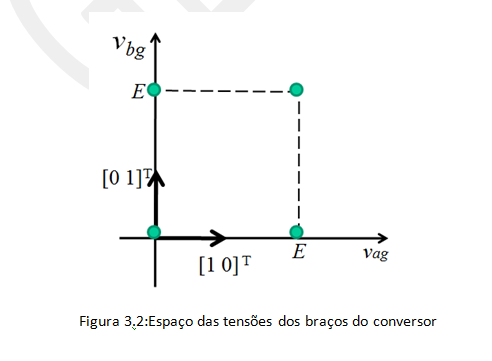 v_bg
E
[0 1]^T
E
v_ag
[1 0]^T
Figura 3.2:Espaço das tensões dos braços do conversor